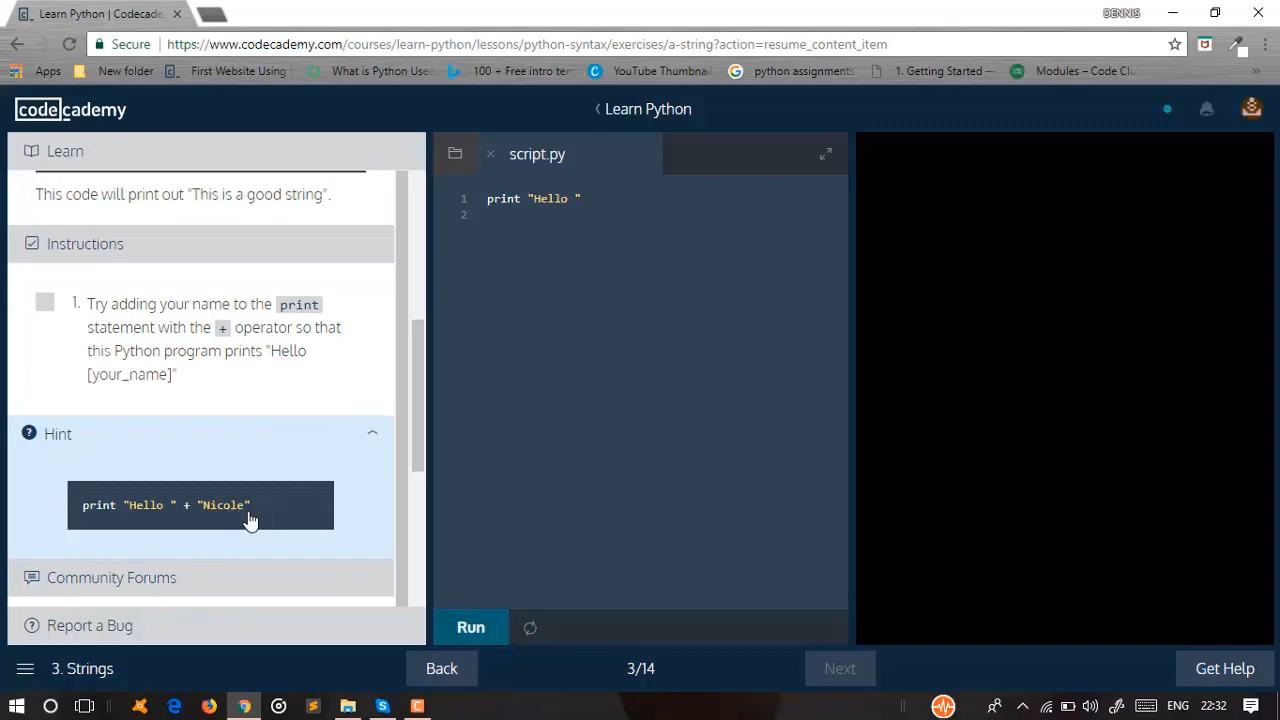 Learn Python | Codecade
DENNIS
Secure
https://www.codecademy.com/courses/learn-python/lessons/python-syntax/exercises/a-string?action=resume_content_item
Apps
New folder
First Website Using
What is Python Use
100 + Free intro ter
YouTube Thumbnail
python assignments
1. Getting Started —
Modules – Code Clu
»
codecademy
Learn Python
Learn
script.py
This code will print out "This is a good string".
1 print "Hello "
2
Instructions
1. Try adding your name to the print
statement with the + operator so that
this Python program prints "Hello
[your_name]"
? Hint
print "Hello " + "Nicole"
Community Forums
? Report a Bug
Run
3. Strings
Back
3/14
Next
Get Help
ENG
22:32